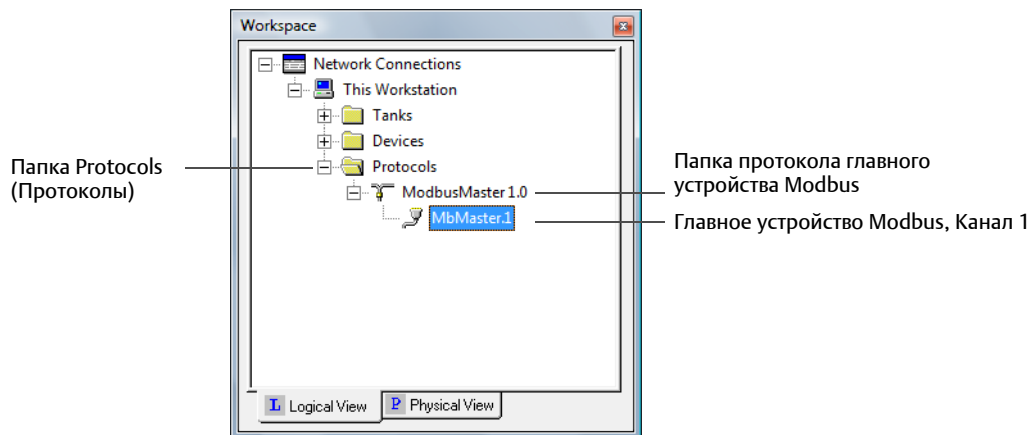 Workspace
Network Connections
This Workstation
Tanks
Devices
Protocols
ModbusMaster 1.0
MbMaster.1
L Logical View
P Physical View
Папка Protocols
(Протоколы)
Папка протокола главного
устройства Modbus
Главное устройство Modbus, Канал 1